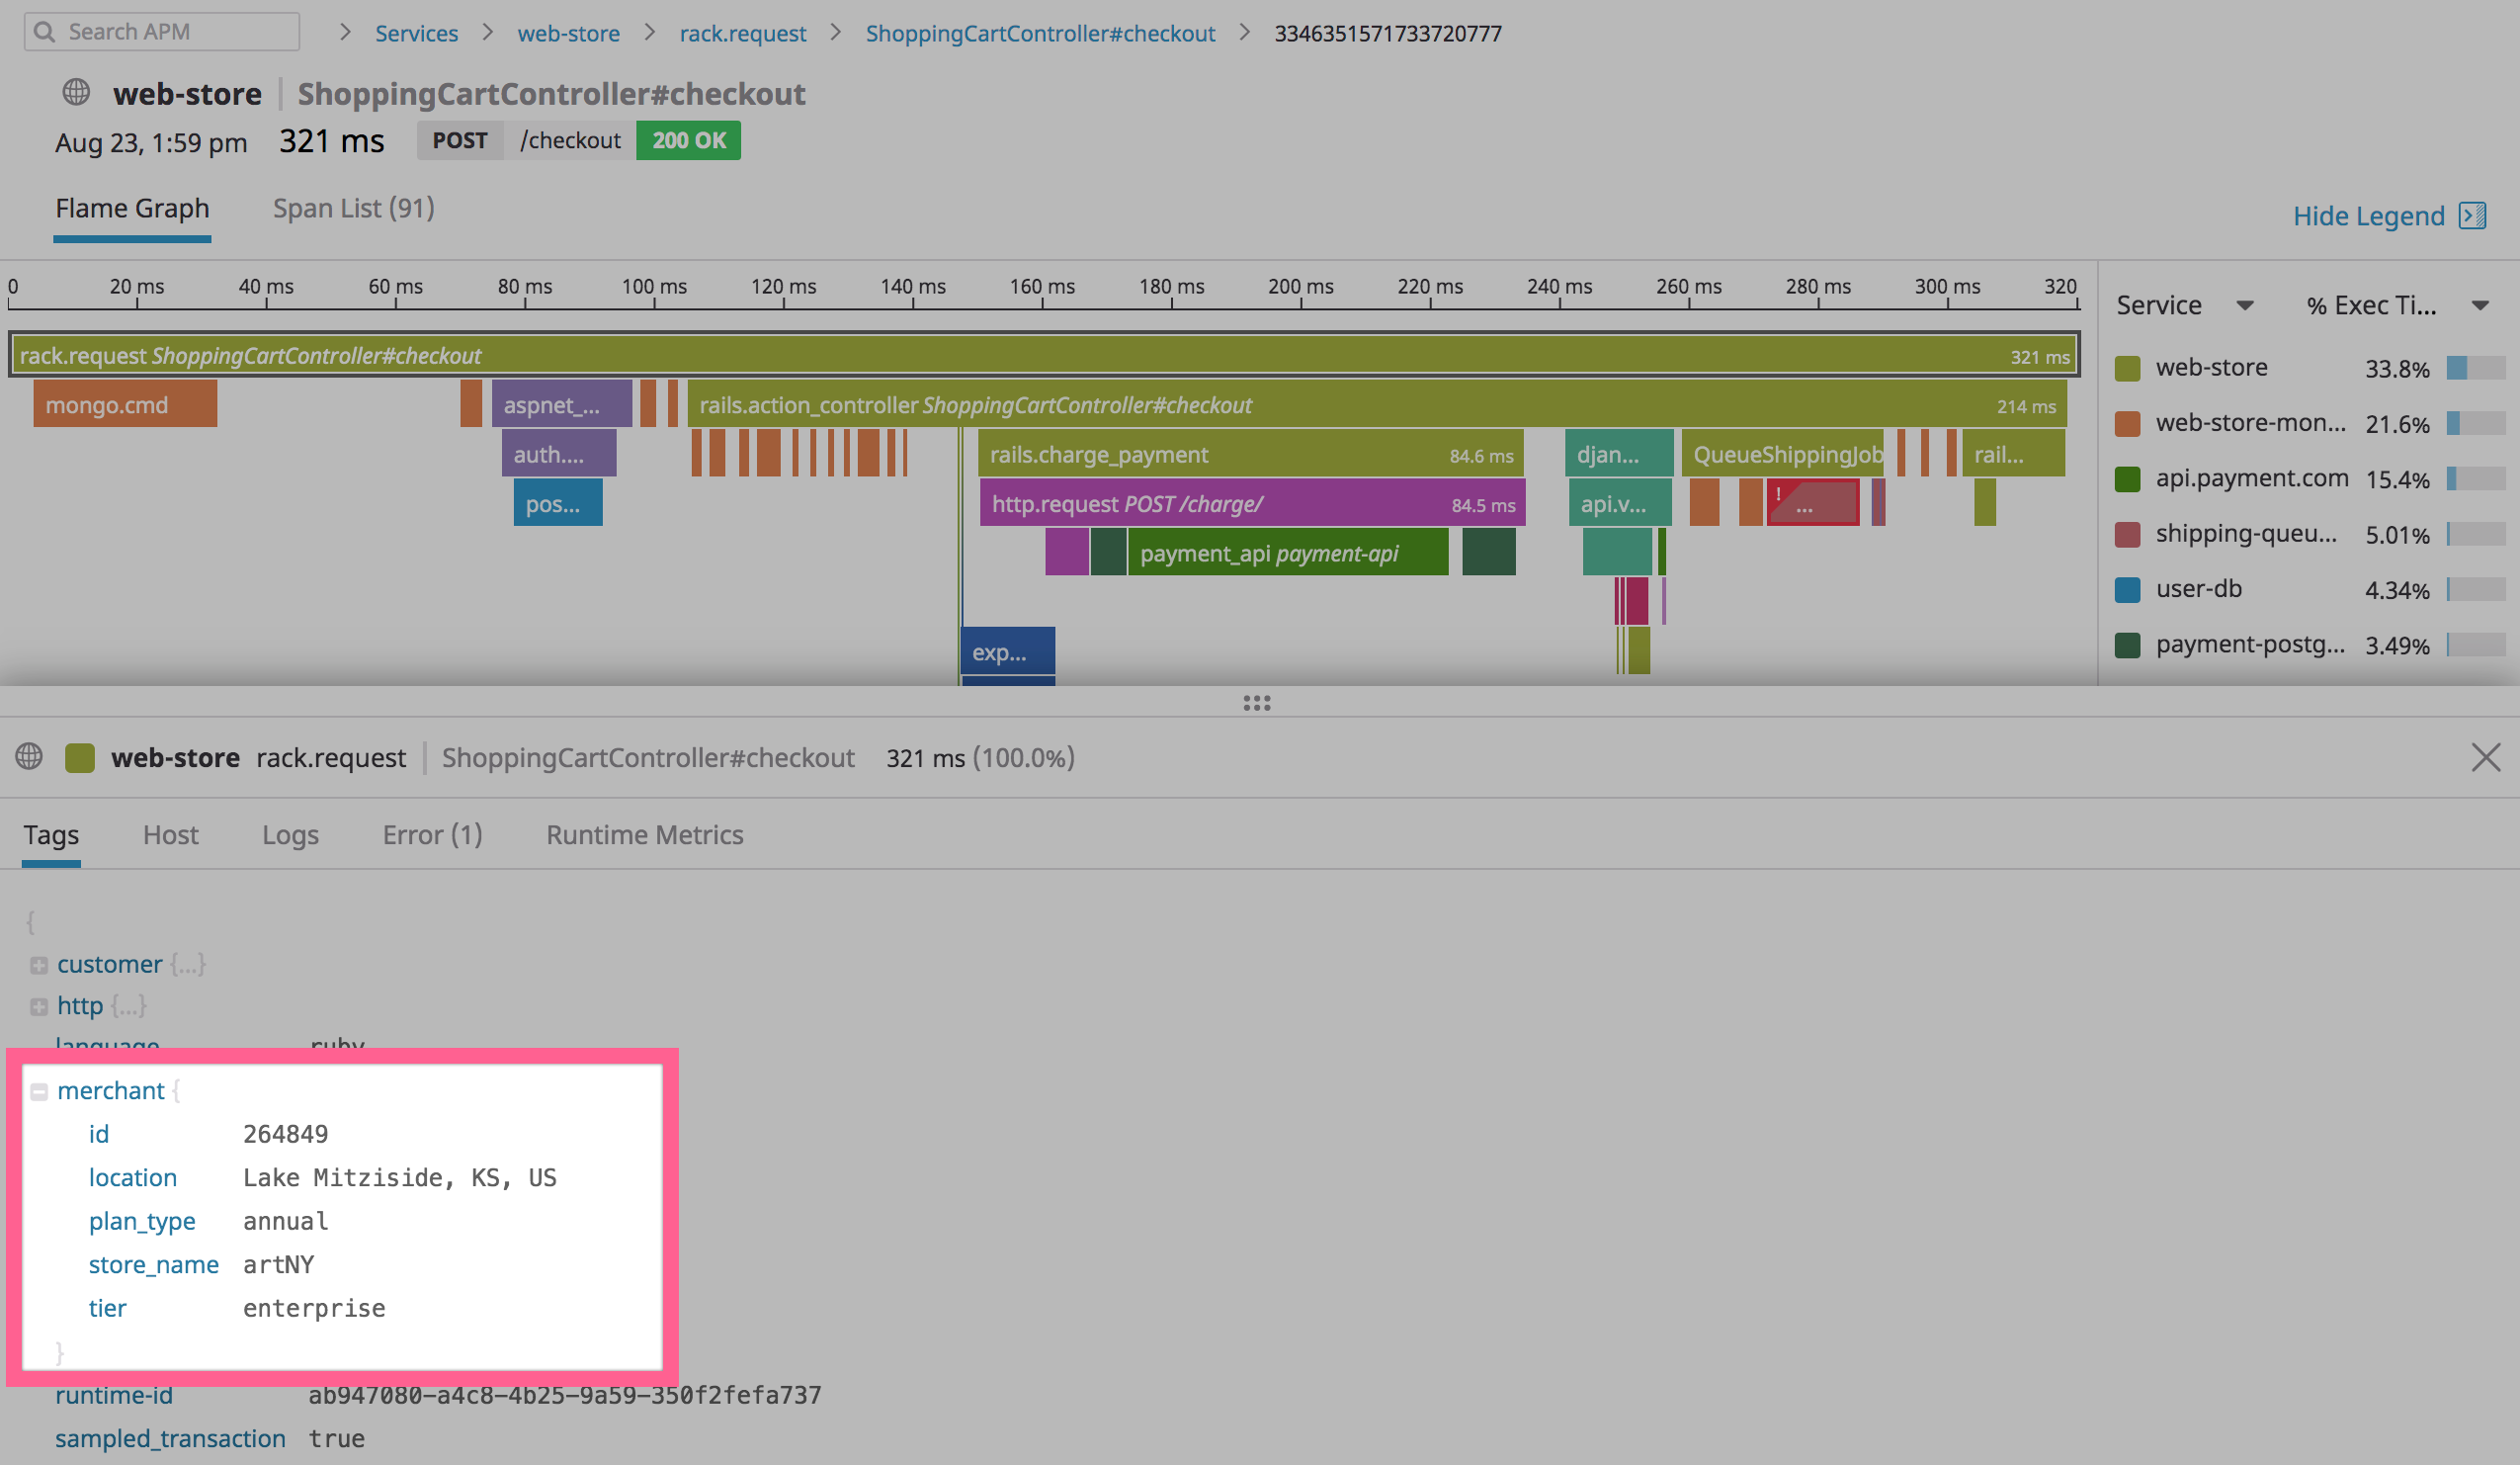 Search APM > Services > web-store > rack.request > ShoppingCartController#checkout > 3346351571733720777
web-store | ShoppingCartController#checkout
Aug 23, 1:59 pm 321 ms POST /checkout 200 OK
Flame Graph Span List (91)
Hide Legend
0 20 ms 40 ms 60 ms 80 ms 100 ms 120 ms 140 ms 160 ms 180 ms 200 ms 220 ms 240 ms 260 ms 280 ms 300 ms 320
rack.request ShoppingCartController#checkout 321 ms
mongo.cmd aspnet_... rails.action_controller ShoppingCartController#checkout 214 ms
auth.... rails.charge_payment 84.6 ms djan... QueueShippingJob rail...
pos... http.request POST /charge/ 84.5 ms api.v... ! ...
payment_api payment-api
exp...
Service % Exec Ti...
web-store 33.8%
web-store-mon... 21.6%
api.payment.com 15.4%
shipping-queu... 5.01%
user-db 4.34%
payment-postg... 3.49%
web-store rack.request | ShoppingCartController#checkout 321 ms (100.0%)
Tags Host Logs Error (1) Runtime Metrics
{
customer {...}
http {...}
language ruby
merchant {
id 264849
location Lake Mitziside, KS, US
plan_type annual
store_name artNY
tier enterprise
}
runtime-id ab947080-a4c8-4b25-9a59-350f2fefa737
sampled_transaction true